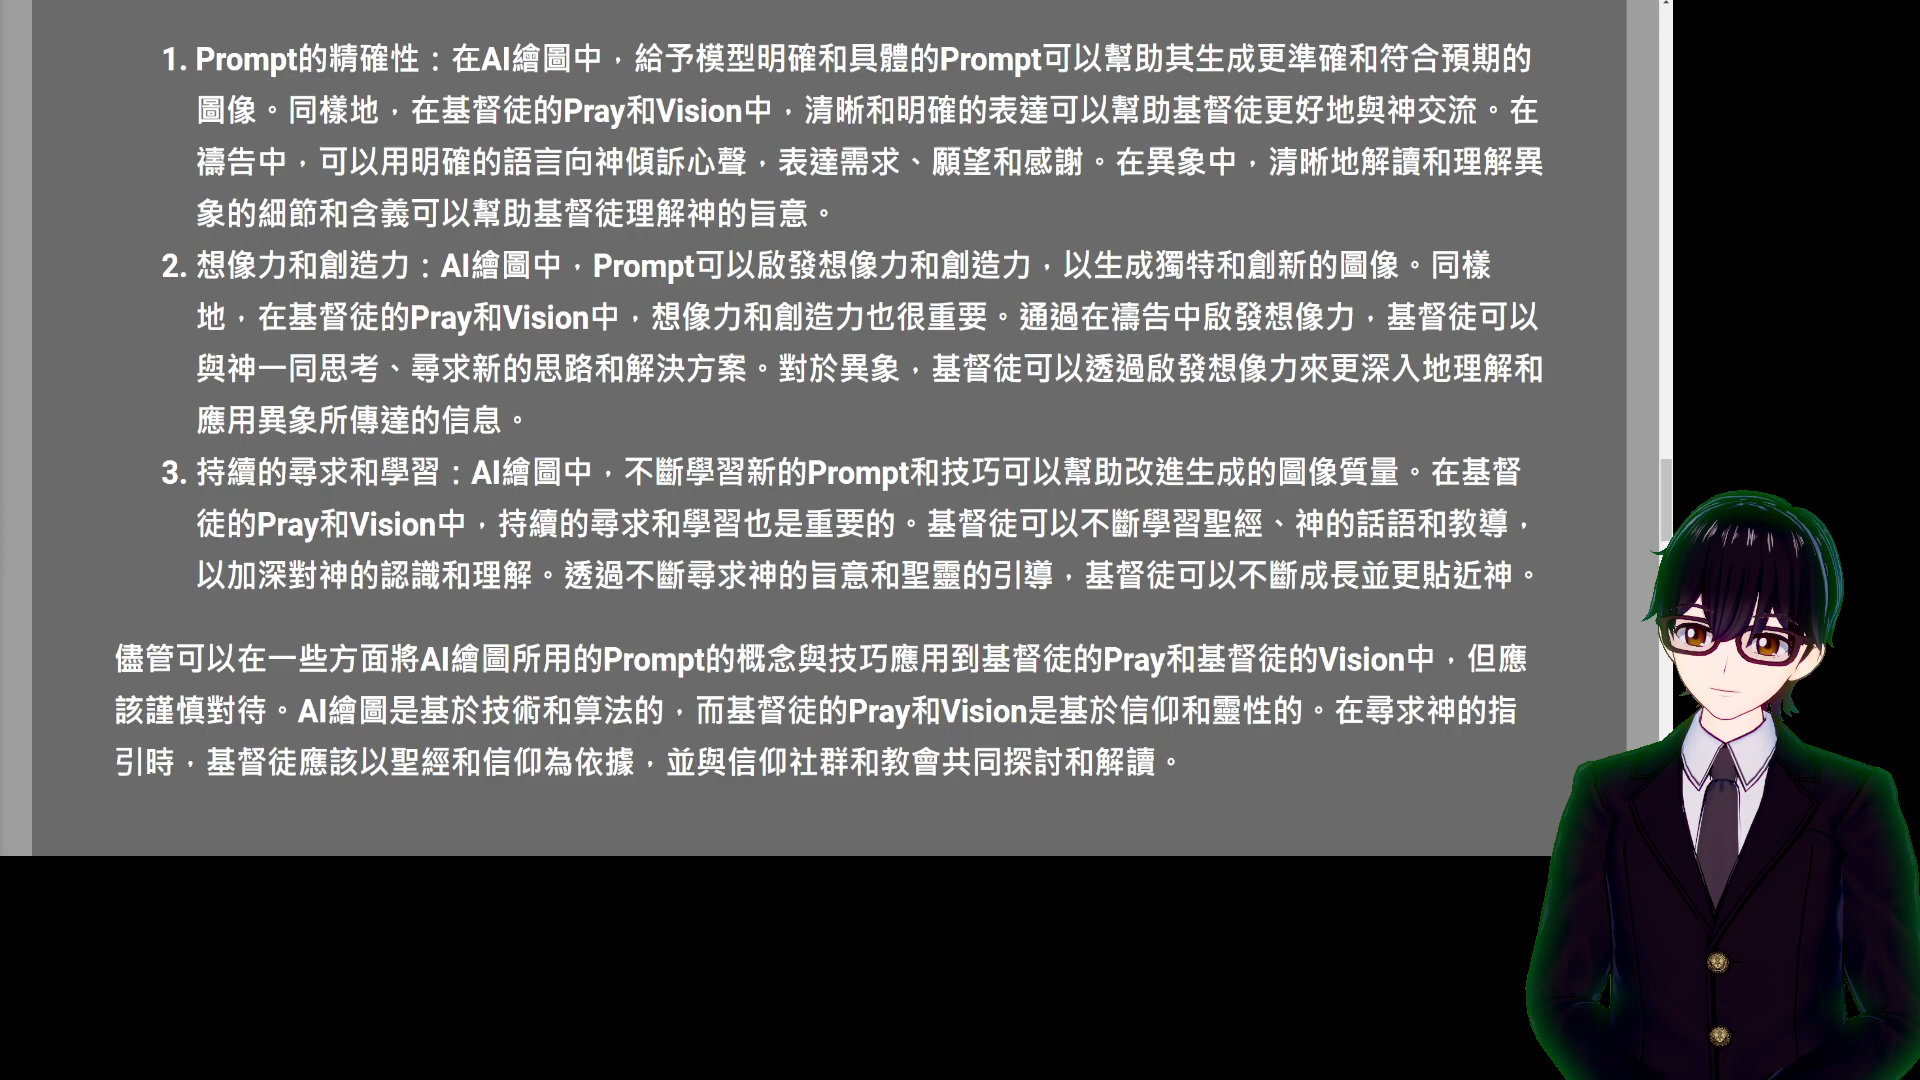 1. Prompt的精確性：在AI繪圖中，給予模型明確和具體的Prompt可以幫助其生成更準確和符合預期的
圖像。同樣地，在基督徒的Pray和Vision中，清晰和明確的表達可以幫助基督徒更好地與神交流。在
禱告中，可以用明確的語言向神傾訴心聲，表達需求、願望和感謝。在異象中，清晰地解讀和理解異
象的細節和含義可以幫助基督徒理解神的旨意。
2. 想像力和創造力：AI繪圖中，Prompt可以啟發想像力和創造力，以生成獨特和創新的圖像。同樣
地，在基督徒的Pray和Vision中，想像力和創造力也很重要。通過在禱告中啟發想像力，基督徒可以
與神一同思考、尋求新的思路和解決方案。對於異象，基督徒可以透過啟發想像力來更深入地理解和
應用異象所傳達的信息。
3. 持續的尋求和學習：AI繪圖中，不斷學習新的Prompt和技巧可以幫助改進生成的圖像質量。在基督
徒的Pray和Vision中，持續的尋求和學習也是重要的。基督徒可以不斷學習聖經、神的話語和教導，
以加深對神的認識和理解。透過不斷尋求神的旨意和聖靈的引導，基督徒可以不斷成長並更貼近神。
儘管可以在一些方面將AI繪圖所用的Prompt的概念與技巧應用到基督徒的Pray和基督徒的Vision中，但應
該謹慎對待。AI繪圖是基於技術和算法的，而基督徒的Pray和Vision是基於信仰和靈性的。在尋求神的指
引時，基督徒應該以聖經和信仰為依據，並與信仰社群和教會共同探討和解讀。